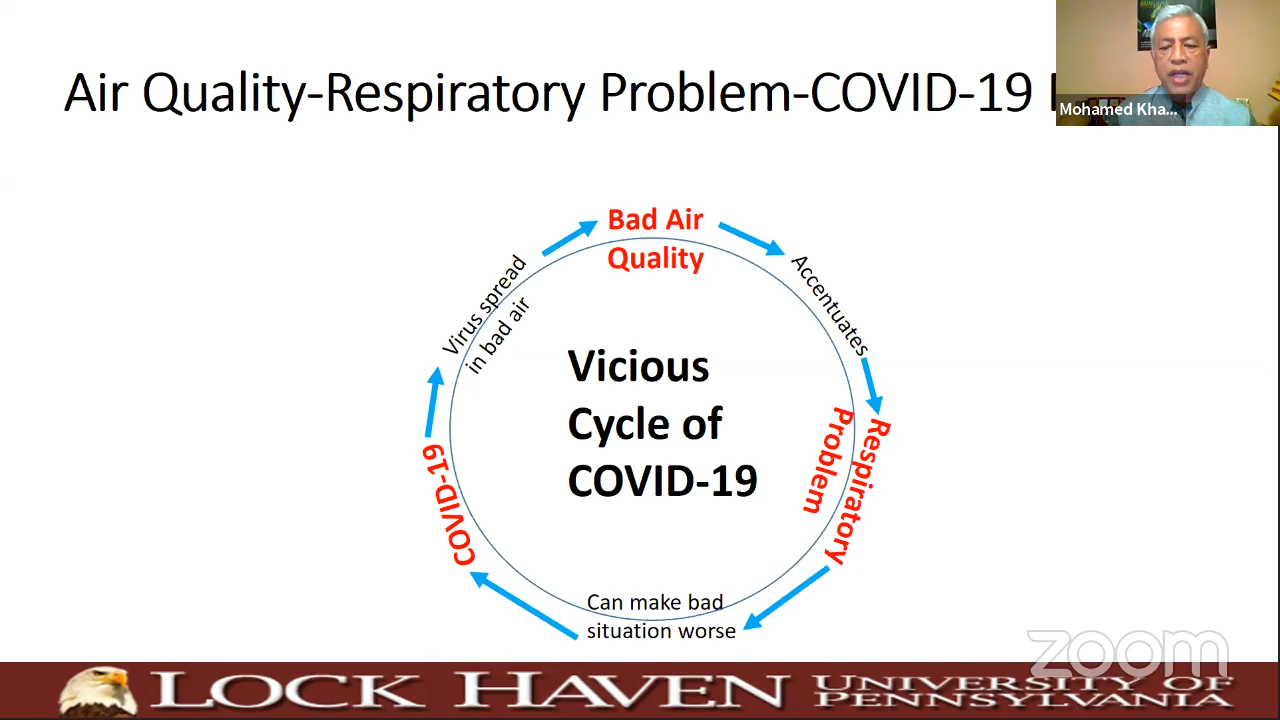 Air Quality-Respiratory Problem-COVID-19
Mohamed Kha...
Bad Air
Quality
Accentuates
Respiratory
Problem
Can make bad
situation worse
COVID-19
Virus spread
in bad air
Vicious
Cycle of
COVID-19
zoom
LOCK HAVEN UNIVERSITY OF
PENNSYLVANIA